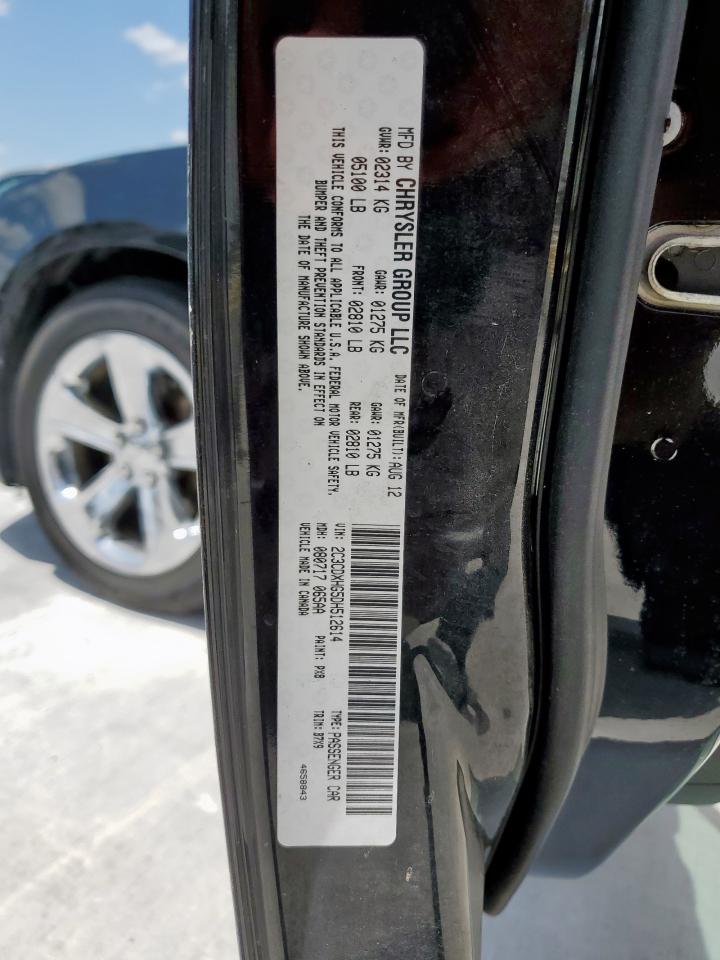 MFD BY CHRYSLER GROUP LLC DATE OF MFR(BUILT): AUG 12
GVWR: 02314 KG GAWR: 01275 KG GAWR: 01275 KG
05100 LB FRONT: 02810 LB REAR: 02810 LB
THIS VEHICLE CONFORMS TO ALL APPLICABLE U.S.A. FEDERAL MOTOR VEHICLE SAFETY,
BUMPER AND THEFT PREVENTION STANDARDS IN EFFECT ON
THE DATE OF MANUFACTURE SHOWN ABOVE.
VIN: 2C3CDXHG5DH512614 TYPE: PASSENGER CAR
MDH: 080717 065AA PAINT: PX8 TRIM: B7X9
VEHICLE MADE IN CANADA 4658843